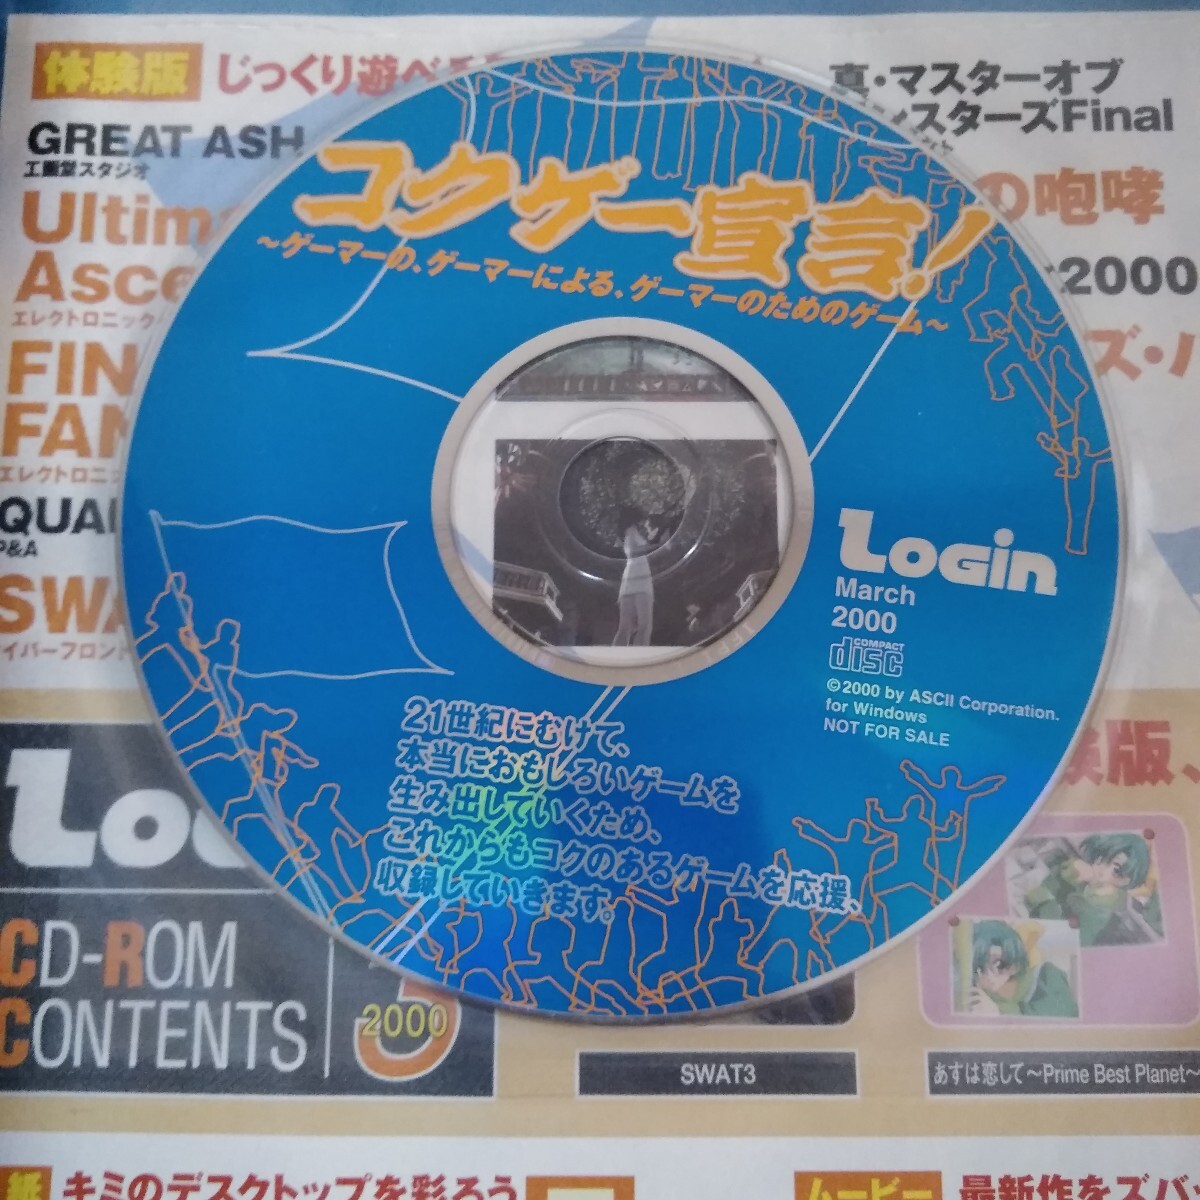 体験版 じっくり遊べ
GREAT ASH
工画堂スタジオ
Asce
エレクトロニック
FIN
FAN
エレクトロニッ
P&A
SWA
イバーフロント
真・マスターオブ
ンスターズFinal
の咆哮
2000
ズ・ノ
コクゲー宣言!
～ゲーマーの、ゲーマーによる、ゲーマーのためのゲーム～
Login
March
2000
COMPACT
disc
©2000 by ASCII Corporation.
for Windows
NOT FOR SALE
21世紀にむけて、
本当におもしろいゲームを
生み出していくため、
これからもコクのあるゲームを応援、
収録していきます。
験版、
CD-ROM
CONTENTS
3
2000
SWAT3
あすは恋して～Prime Best Planet～
紙 キミのデスクトップを彩ろう
ムービー 最新作をズバ